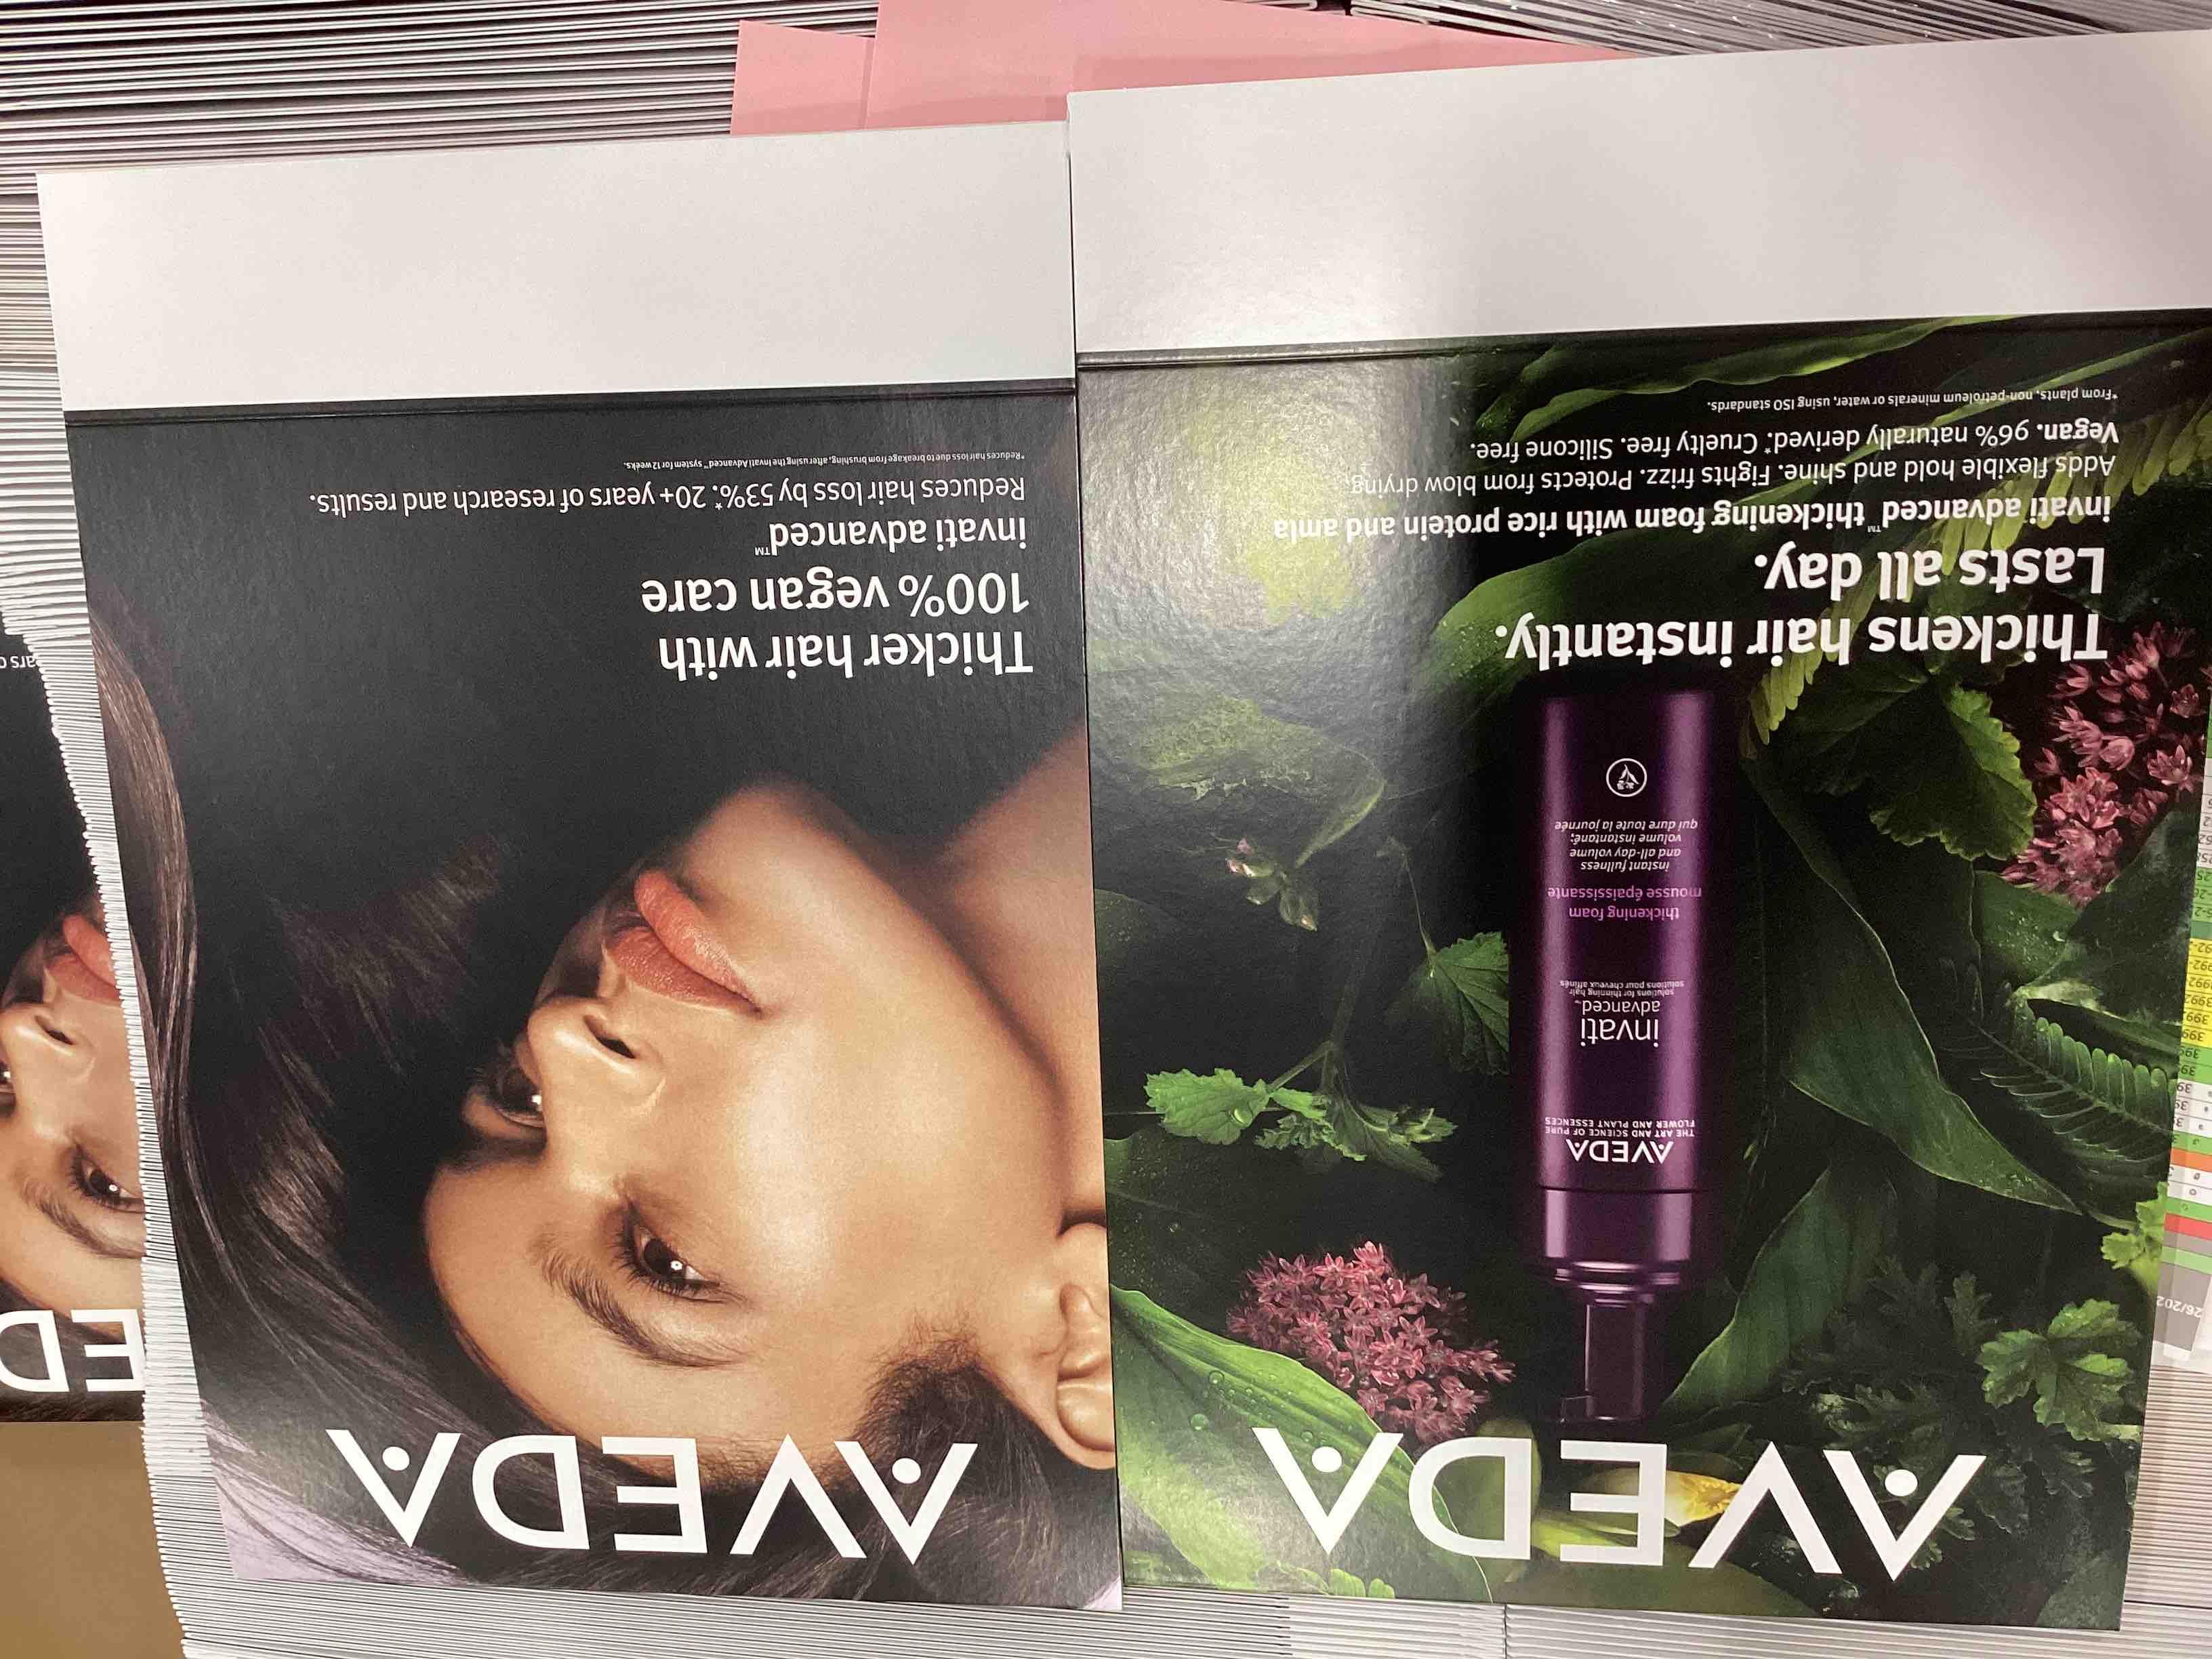 AVEDA
Thicker hair with
100% vegan care
invati advanced™
Reduces hair loss by 53%*. 20+ years of research and results.
*Reduces hair loss due to breakage from brushing, after using the Invati Advanced™ system for 12 weeks.
AVEDA
AVEDA
THE ART AND SCIENCE OF PURE
FLOWER AND PLANT ESSENCES
invati
advanced™
solutions for thinning hair
solutions pour cheveux affinés
thickening foam
mousse épaississante
instant fullness
and all-day volume
volume instantané;
qui dure toute la journée
Thickens hair instantly.
Lasts all day.
invati advanced™ thickening foam with rice protein and amla
Adds flexible hold and shine. Fights frizz. Protects from blow drying.
Vegan. 96% naturally derived*. Cruelty free. Silicone free.
*From plants, non-petroleum minerals or water, using ISO standards.
ED